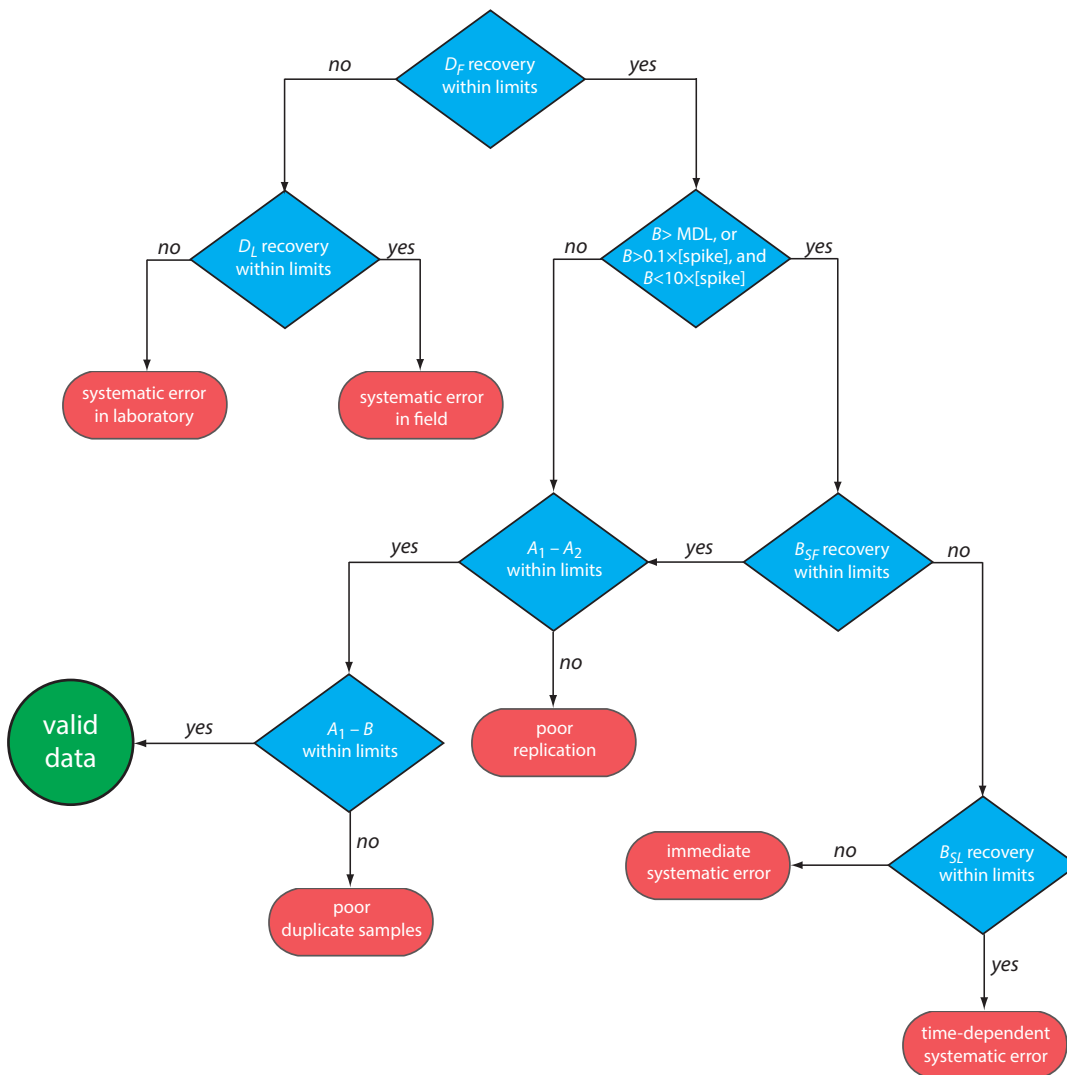 no
D_F recovery
within limits
yes
no
D_L recovery
within limits
yes
no
B> MDL, or
B>0.1×[spike], and
B<10×[spike]
yes
systematic error
in laboratory
systematic error
in field
yes
A_1 – A_2
within limits
yes
B_SF recovery
within limits
no
no
valid
data
yes
A_1 – B
within limits
poor
replication
no
no
immediate
systematic error
B_SL recovery
within limits
poor
duplicate samples
yes
time-dependent
systematic error